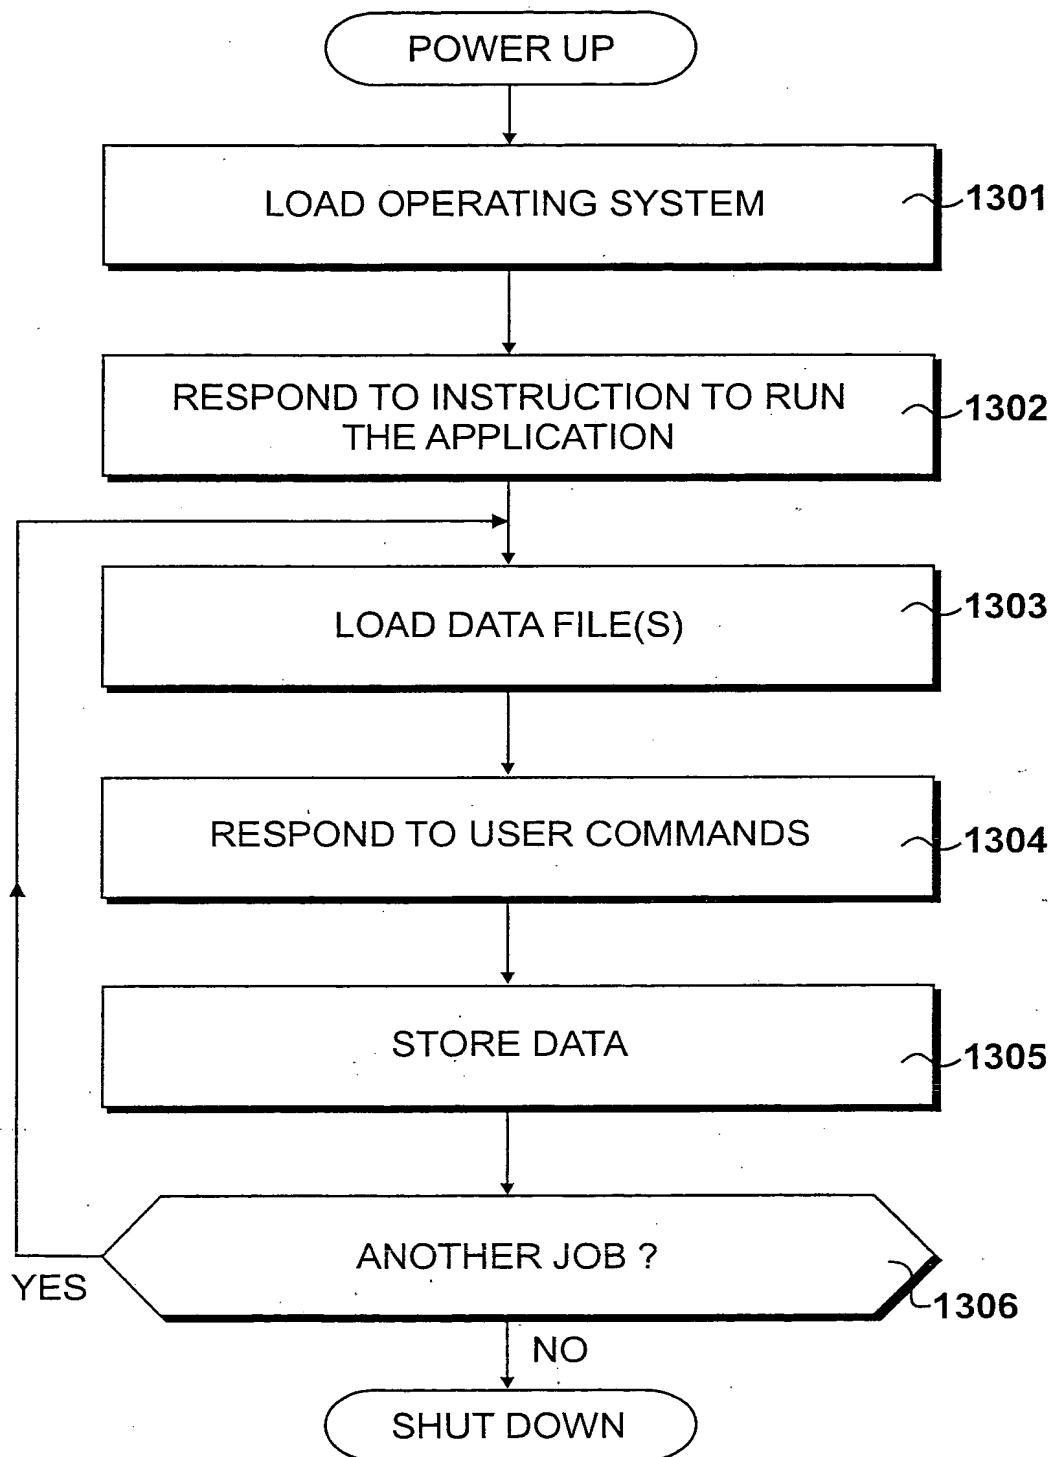 POWER UP
LOAD OPERATING SYSTEM
1301
RESPOND TO INSTRUCTION TO RUN
THE APPLICATION
1302
LOAD DATA FILE(S)
1303
RESPOND TO USER COMMANDS
1304
STORE DATA
1305
ANOTHER JOB ?
YES
1306
NO
SHUT DOWN